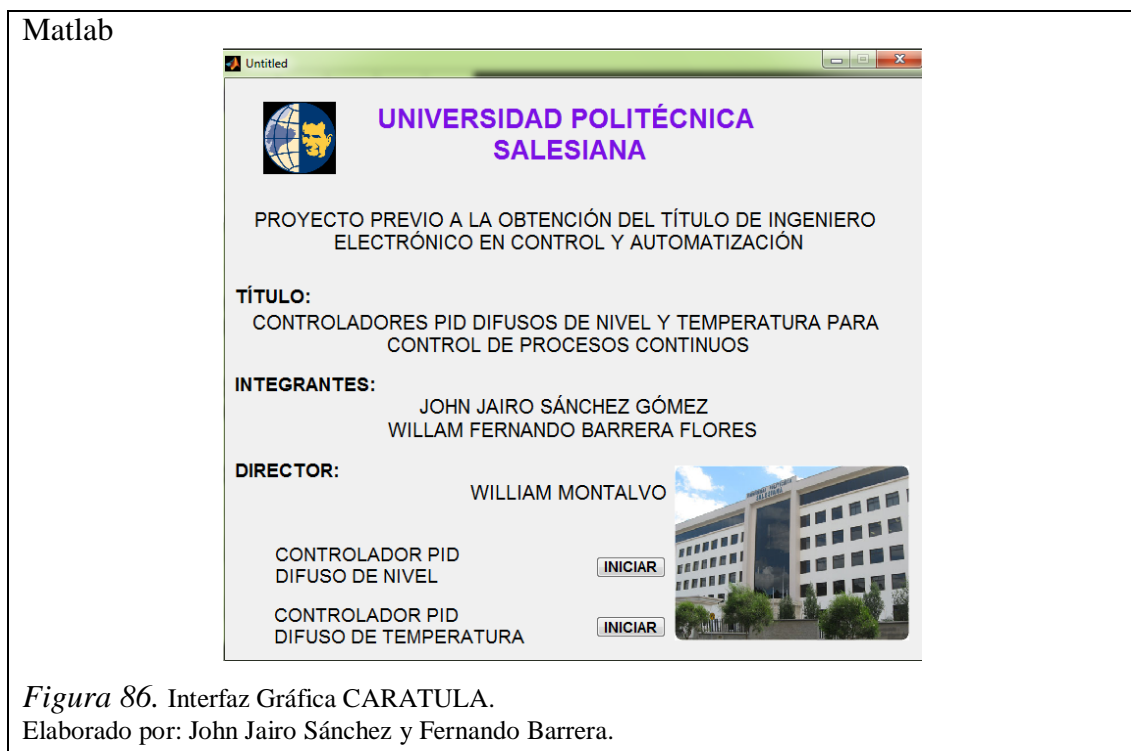 Matlab
Untitled
UNIVERSIDAD POLITÉCNICA
SALESIANA
PROYECTO PREVIO A LA OBTENCIÓN DEL TÍTULO DE INGENIERO
ELECTRÓNICO EN CONTROL Y AUTOMATIZACIÓN
TÍTULO:
CONTROLADORES PID DIFUSOS DE NIVEL Y TEMPERATURA PARA
CONTROL DE PROCESOS CONTINUOS
INTEGRANTES:
JOHN JAIRO SÁNCHEZ GÓMEZ
WILLAM FERNANDO BARRERA FLORES
DIRECTOR:
WILLIAM MONTALVO
CONTROLADOR PID
DIFUSO DE NIVEL
INICIAR
CONTROLADOR PID
DIFUSO DE TEMPERATURA
INICIAR
Figura 86. Interfaz Gráfica CARATULA.
Elaborado por: John Jairo Sánchez y Fernando Barrera.